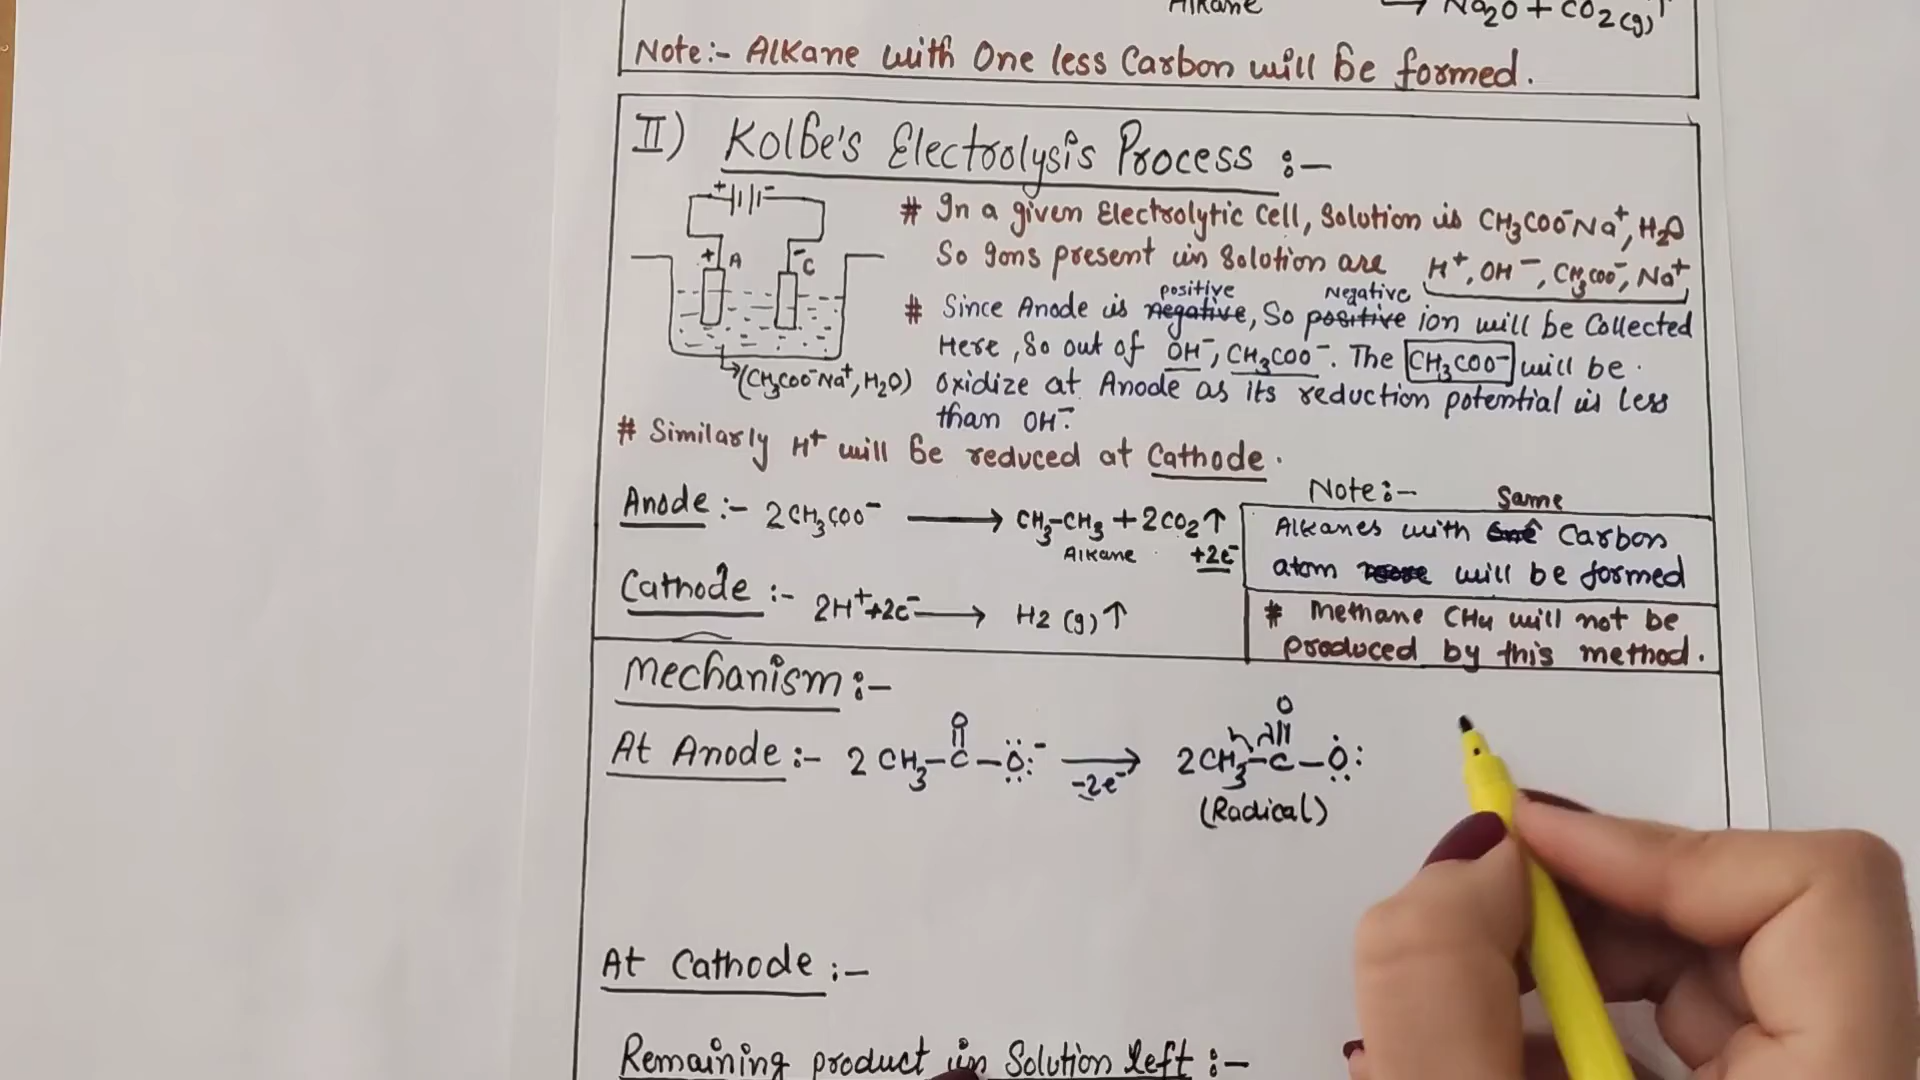 Alkane → Na2O + CO2(g)↑
Note:- Alkane with One less Carbon will be formed.
II) Kolbe's Electrolysis Process :-
+ -
+ A - C
(CH3COO⁻Na⁺, H2O)
# In a given Electrolytic Cell, Solution is CH3COO⁻Na⁺, H2O
So Ions present in Solution are H⁺, OH⁻, CH3COO⁻, Na⁺
positive Negative
# Since Anode is negative, So positive ion will be Collected
Here, So out of OH⁻, CH3COO⁻. The CH3COO⁻ will be.
oxidize at Anode as its reduction potential is less
than OH⁻.
# Similarly H⁺ will be reduced at Cathode.
Anode :- 2CH3COO⁻ → CH3-CH3 + 2CO2↑
Alkane +2e⁻
Cathode :- 2H⁺+2e⁻ → H2 (g)↑
Note:-
Same
Alkanes with one Carbon
atom more will be formed
# Methane CH4 will not be
produced by this method.
Mechanism :-
O O
At Anode :- 2 CH3-C-O:⁻ → 2CH3-C-O:
-2e⁻
(Radical)
At Cathode :-
Remaining product in Solution left :-